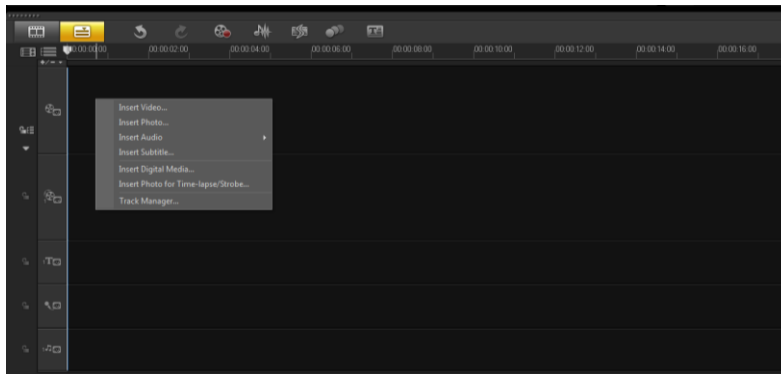 00:00:00:00 00:00:02:00 00:00:04:00 00:00:06:00 00:00:08:00 00:00:10:00 00:00:12:00 00:00:14:00 00:00:16:00
Insert Video...
Insert Photo...
Insert Audio
Insert Subtitle...
Insert Digital Media...
Insert Photo for Time-lapse/Strobe...
Track Manager...